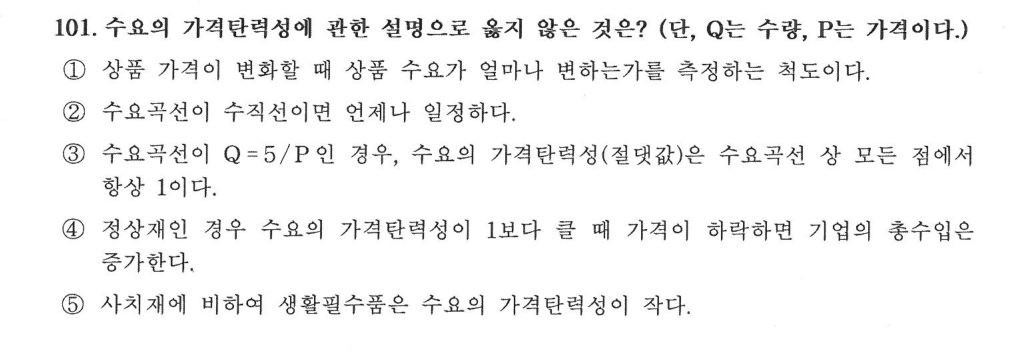 101. 수요의 가격탄력성에 관한 설명으로 옳지 않은 것은? (단, Q는 수량, P는 가격이다.)
① 상품 가격이 변화할 때 상품 수요가 얼마나 변하는가를 측정하는 척도이다.
② 수요곡선이 수직선이면 언제나 일정하다.
③ 수요곡선이 Q=5/P인 경우, 수요의 가격탄력성(절댓값)은 수요곡선 상 모든 점에서
항상 1이다.
④ 정상재인 경우 수요의 가격탄력성이 1보다 클 때 가격이 하락하면 기업의 총수입은
증가한다.
⑤ 사치재에 비하여 생활필수품은 수요의 가격탄력성이 작다.